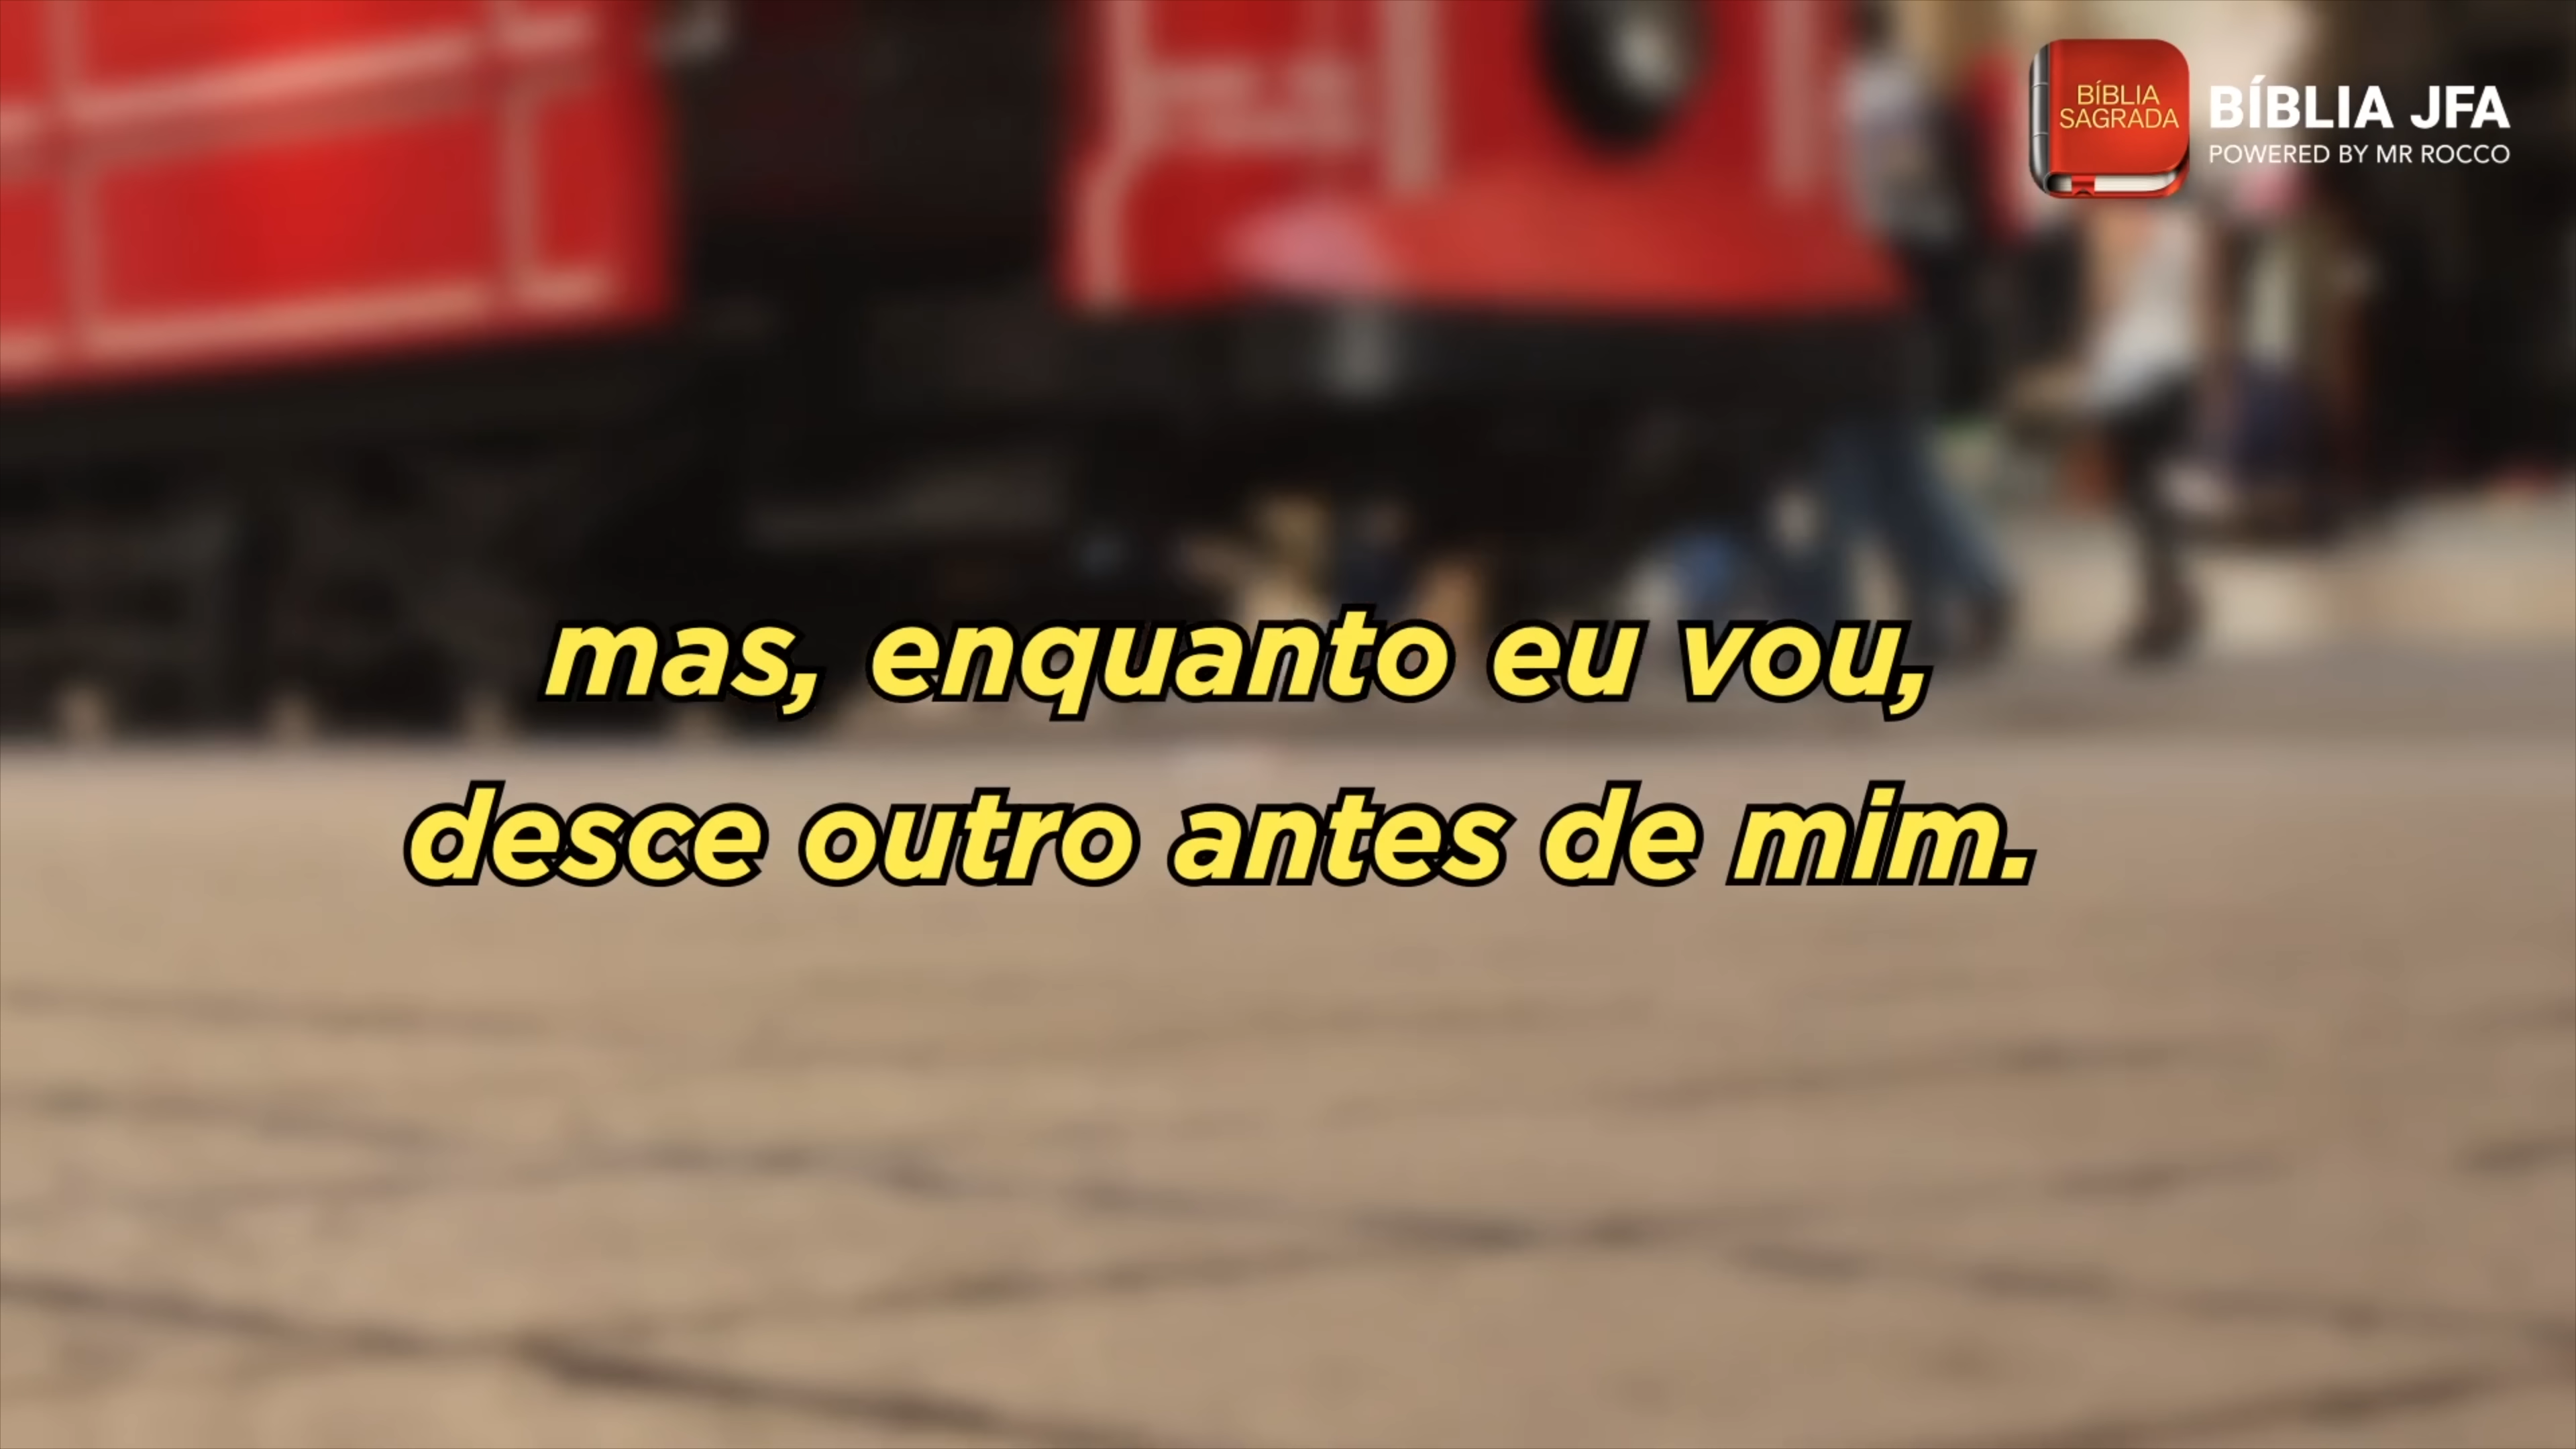 BÍBLIA
SAGRADA
BÍBLIA JFA
POWERED BY MR ROCCO
mas, enquanto eu vou,
desce outro antes de mim.